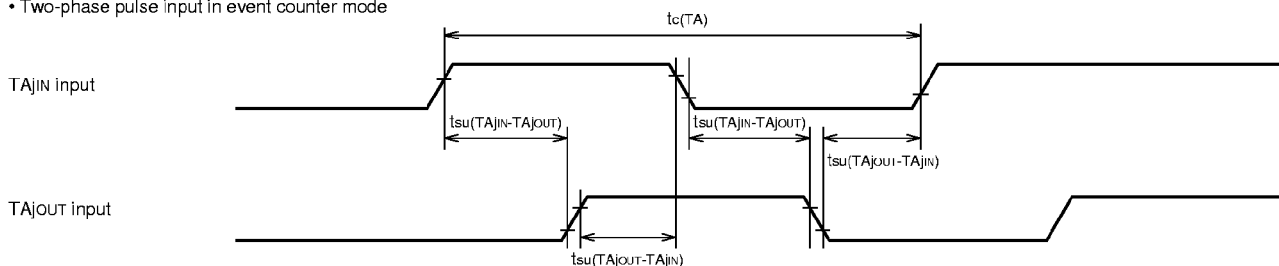 • Two-phase pulse input in event counter mode
tc(TA)
TAjIN input
tsu(TAjIN-TAjOUT)
tsu(TAjIN-TAjOUT)
tsu(TAjOUT-TAjIN)
TAjOUT input
tsu(TAjOUT-TAjIN)